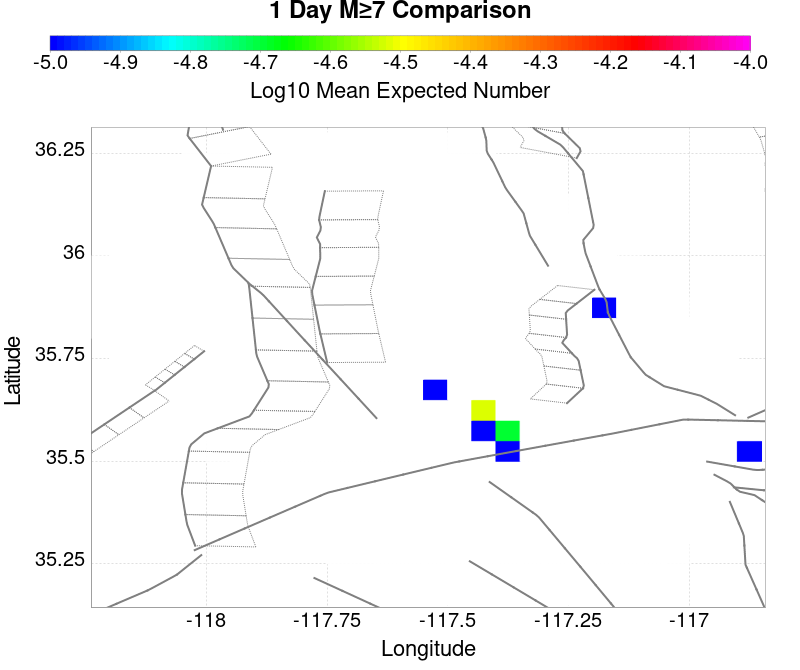 1 Day M≥7 Comparison
-5.0 -4.9 -4.8 -4.7 -4.6 -4.5 -4.4 -4.3 -4.2 -4.1 -4.0
Log10 Mean Expected Number
36.25
36
35.75
35.5
35.25
Latitude
-118 -117.75 -117.5 -117.25 -117
Longitude